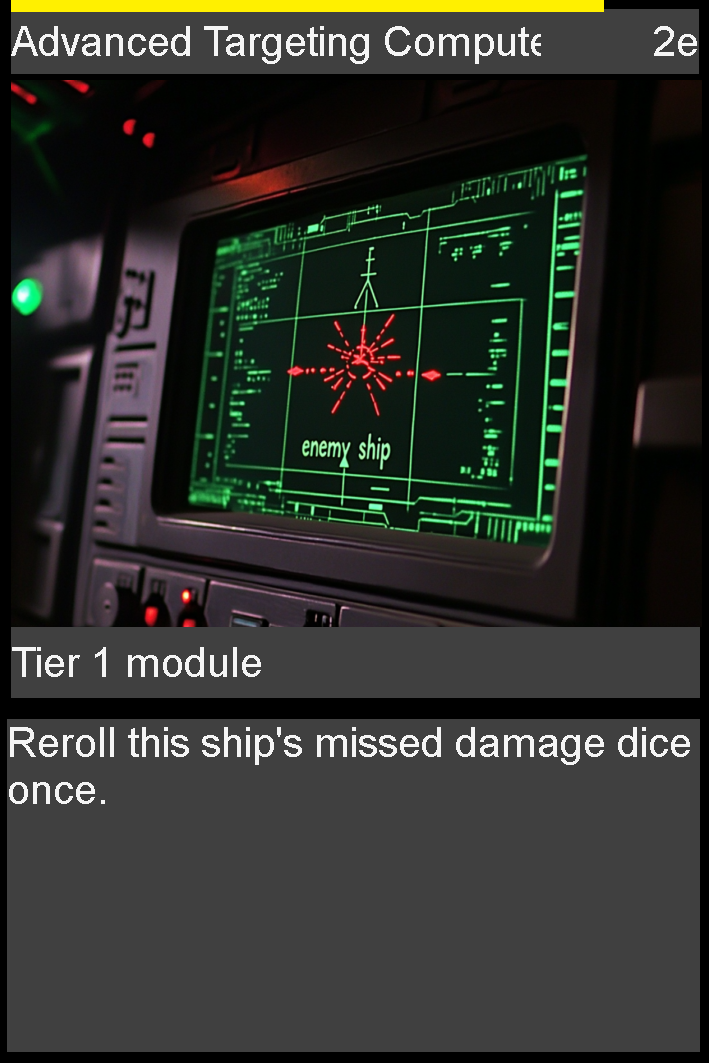 Advanced Targeting Compute
2e
enemy ship
Tier 1 module
Reroll this ship's missed damage dice
once.